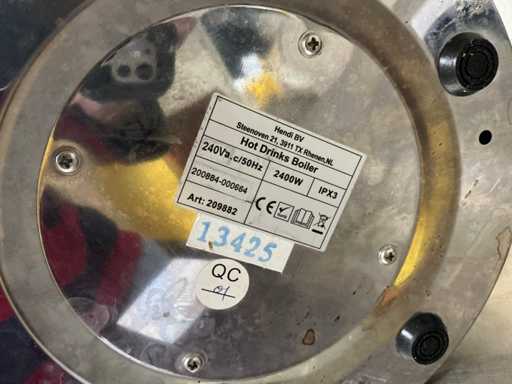 Hendi BV
Steenoven 21, 3911 TX Rhenen,NL
Hot Drinks Boiler
240Va.c/50Hz 2400W IPX3
200884-000664
Art: 209882
CE
13425
QC
01